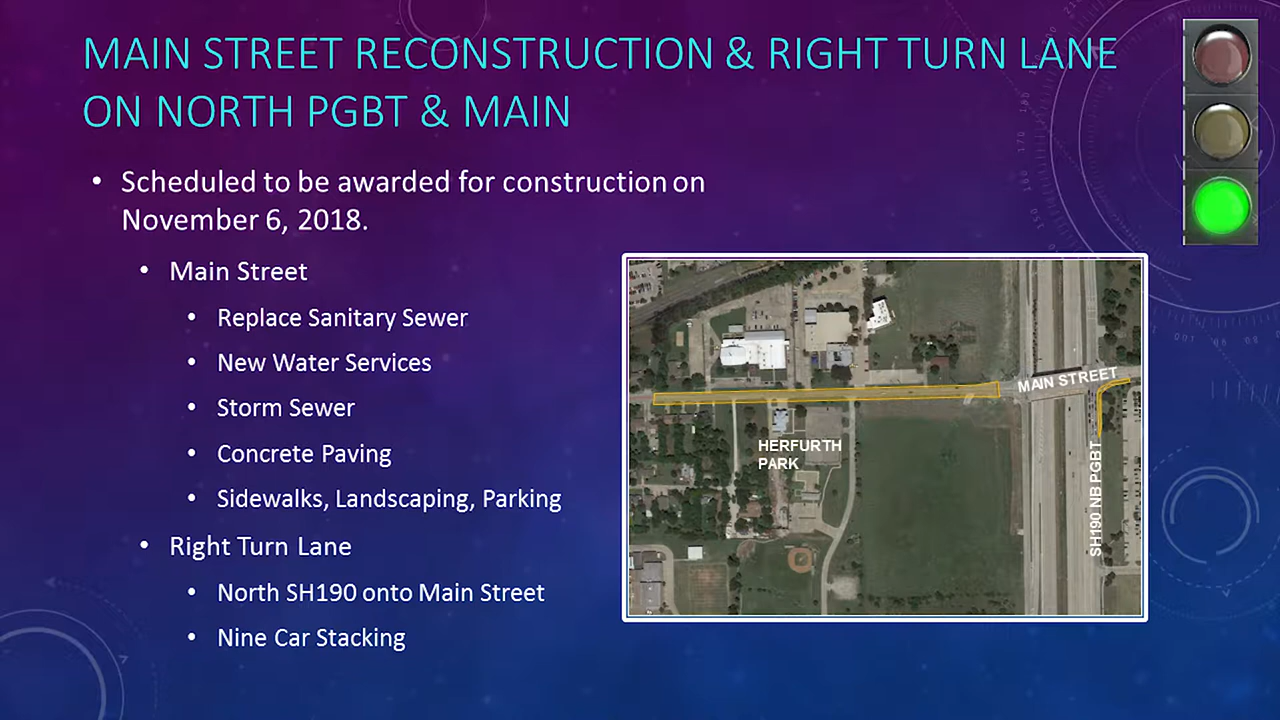 MAIN STREET RECONSTRUCTION & RIGHT TURN LANE
ON NORTH PGBT & MAIN
• Scheduled to be awarded for construction on
November 6, 2018.
• Main Street
• Replace Sanitary Sewer
• New Water Services
• Storm Sewer
• Concrete Paving
• Sidewalks, Landscaping, Parking
• Right Turn Lane
• North SH190 onto Main Street
• Nine Car Stacking
MAIN STREET
HERFURTH
PARK
SH190 NB PGBT